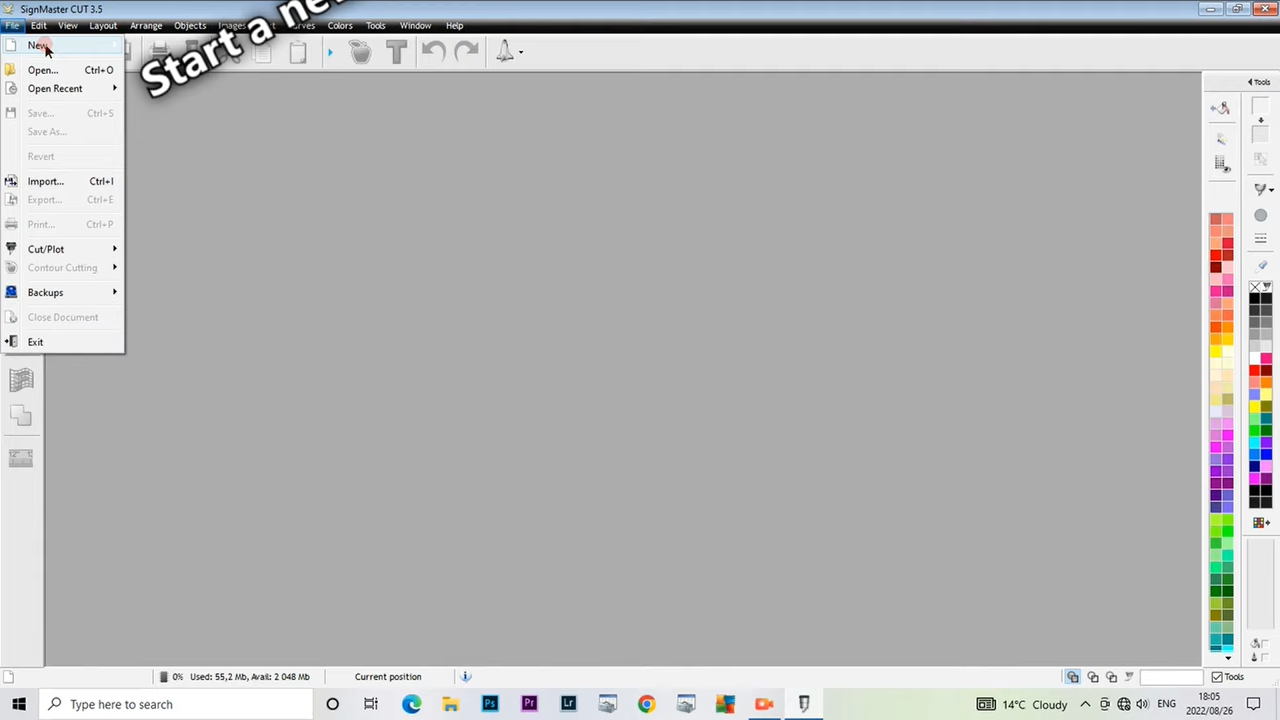 SignMaster CUT 3.5
File Edit View Layout Arrange Objects Images Colors Tools Window Help
Start a new
New
Open... Ctrl+O
Open Recent
Save... Ctrl+S
Save As...
Revert
Import... Ctrl+I
Export... Ctrl+E
Print... Ctrl+P
Cut/Plot
Contour Cutting
Backups
Close Document
Exit
Tools
0% Used: 55,2 Mb, Avail: 2 048 Mb
Current position
Tools
Type here to search
14°C Cloudy
ENG
18:05
2022/08/26